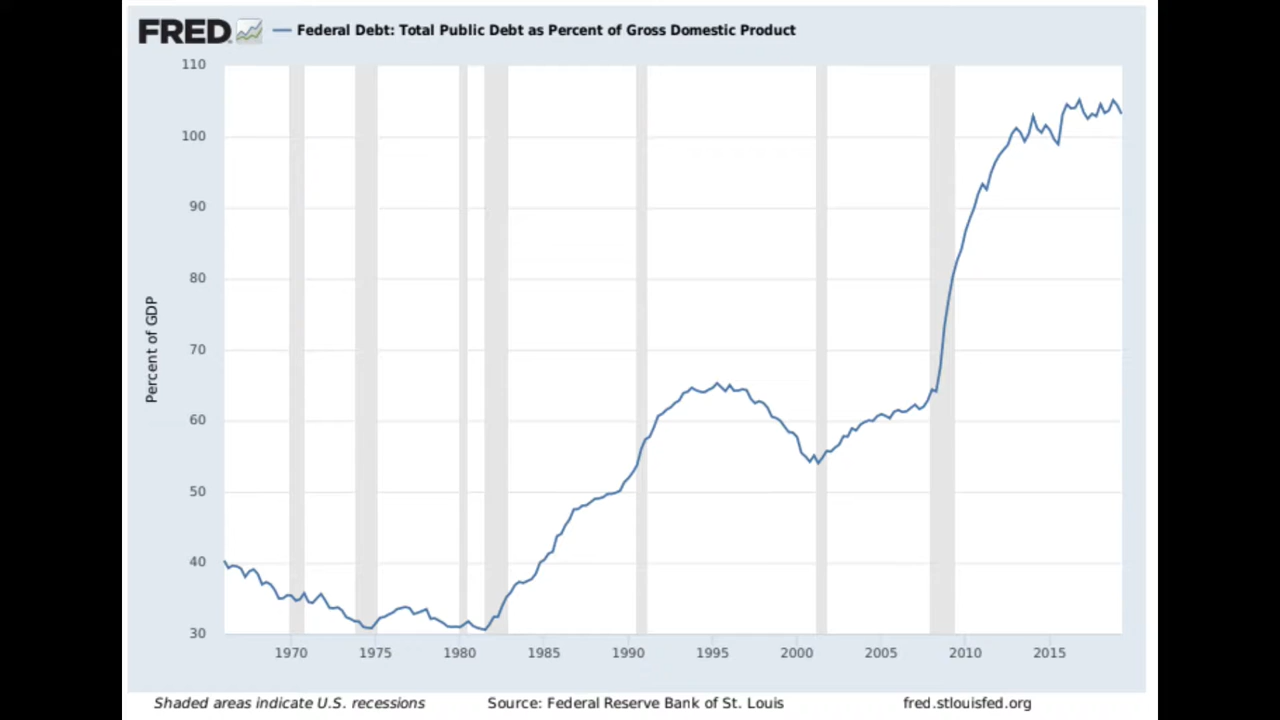 FRED
Federal Debt: Total Public Debt as Percent of Gross Domestic Product
110
100
90
80
70
60
50
40
30
Percent of GDP
1970 1975 1980 1985 1990 1995 2000 2005 2010 2015
Shaded areas indicate U.S. recessions Source: Federal Reserve Bank of St. Louis fred.stlouisfed.org